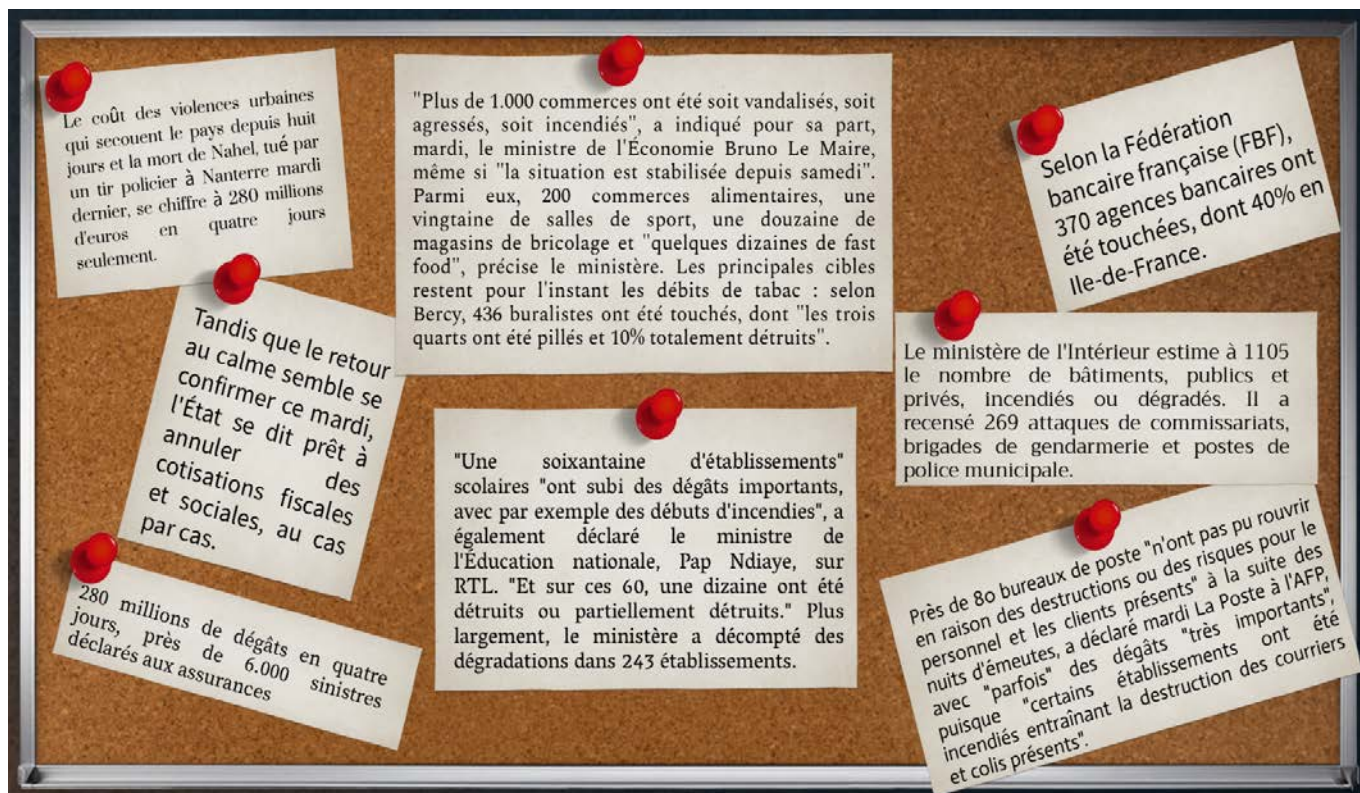 Le coût des violences urbaines
qui secouent le pays depuis huit
jours et la mort de Nahel, tué par
un tir policier à Nanterre mardi
dernier, se chiffre à 280 millions
d'euros en quatre jours
seulement.
Tandis que le retour
au calme semble se
confirmer ce mardi,
l'État se dit prêt à
annuler des
cotisations fiscales
et sociales, au cas
par cas.
280 millions de dégâts en quatre
jours, près de 6.000 sinistres
déclarés aux assurances
"Plus de 1.000 commerces ont été soit vandalisés, soit
agressés, soit incendiés", a indiqué pour sa part,
mardi, le ministre de l'Économie Bruno Le Maire,
même si "la situation est stabilisée depuis samedi".
Parmi eux, 200 commerces alimentaires, une
vingtaine de salles de sport, une douzaine de
magasins de bricolage et "quelques dizaines de fast
food", précise le ministère. Les principales cibles
restent pour l'instant les débits de tabac : selon
Bercy, 436 buralistes ont été touchés, dont "les trois
quarts ont été pillés et 10% totalement détruits".
"Une soixantaine d'établissements"
scolaires "ont subi des dégâts importants,
avec par exemple des débuts d'incendies", a
également déclaré le ministre de
l'Éducation nationale, Pap Ndiaye, sur
RTL. "Et sur ces 60, une dizaine ont été
détruits ou partiellement détruits." Plus
largement, le ministère a décompté des
dégradations dans 243 établissements.
Selon la Fédération
bancaire française (FBF),
370 agences bancaires ont
été touchées, dont 40% en
Ile-de-France.
Le ministère de l'Intérieur estime à 1105
le nombre de bâtiments, publics et
privés, incendiés ou dégradés. Il a
recensé 269 attaques de commissariats,
brigades de gendarmerie et postes de
police municipale.
Près de 80 bureaux de poste "n'ont pas pu rouvrir
en raison des destructions ou des risques pour le
personnel et les clients présents" à la suite des
nuits d'émeutes, a déclaré mardi La Poste à l'AFP,
avec "parfois" des dégâts "très importants",
puisque "certains établissements ont été
incendiés entraînant la destruction des courriers
et colis présents".